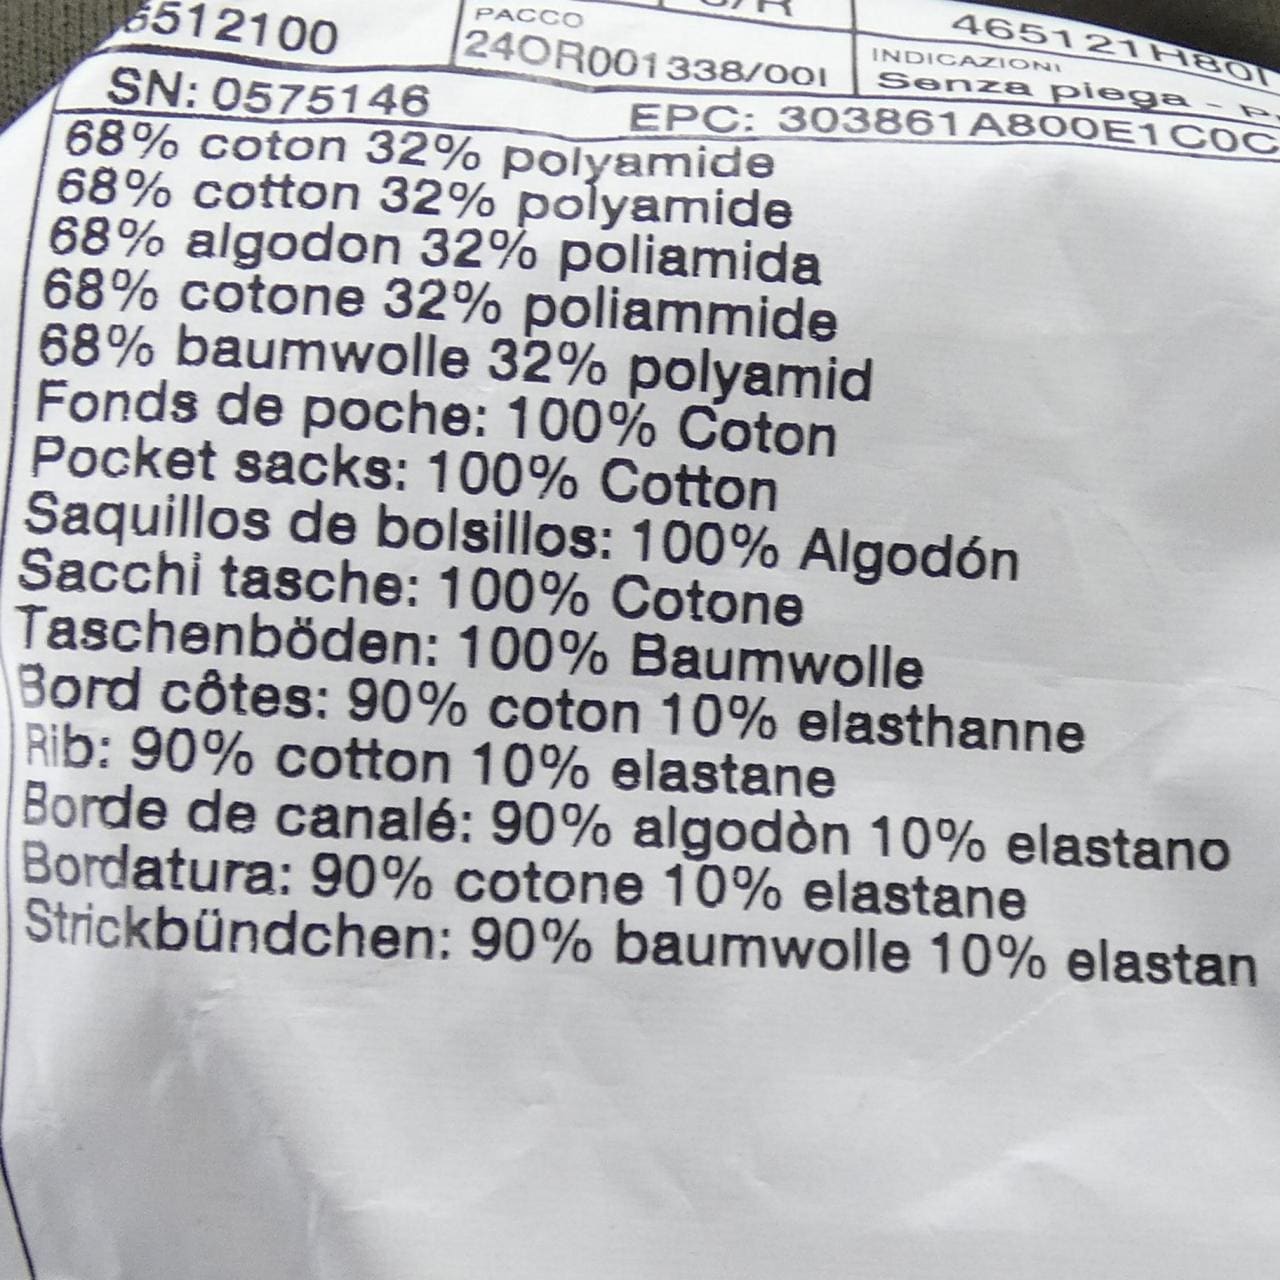 6512100
PACCO
24OR001338/001
INDICAZIONI
Senza piega -
SN: 0575146
EPC: 303861A800E1C0C
68% coton 32% polyamide
68% cotton 32% polyamide
68% algodon 32% poliamida
68% cotone 32% poliammide
68% baumwolle 32% polyamid
Fonds de poche: 100% Coton
Pocket sacks: 100% Cotton
Saquillos de bolsillos: 100% Algodón
Sacchi tasche: 100% Cotone
Taschenböden: 100% Baumwolle
Bord côtes: 90% coton 10% elasthanne
Rib: 90% cotton 10% elastane
Borde de canalé: 90% algodòn 10% elastano
Bordatura: 90% cotone 10% elastane
Strickbündchen: 90% baumwolle 10% elastan